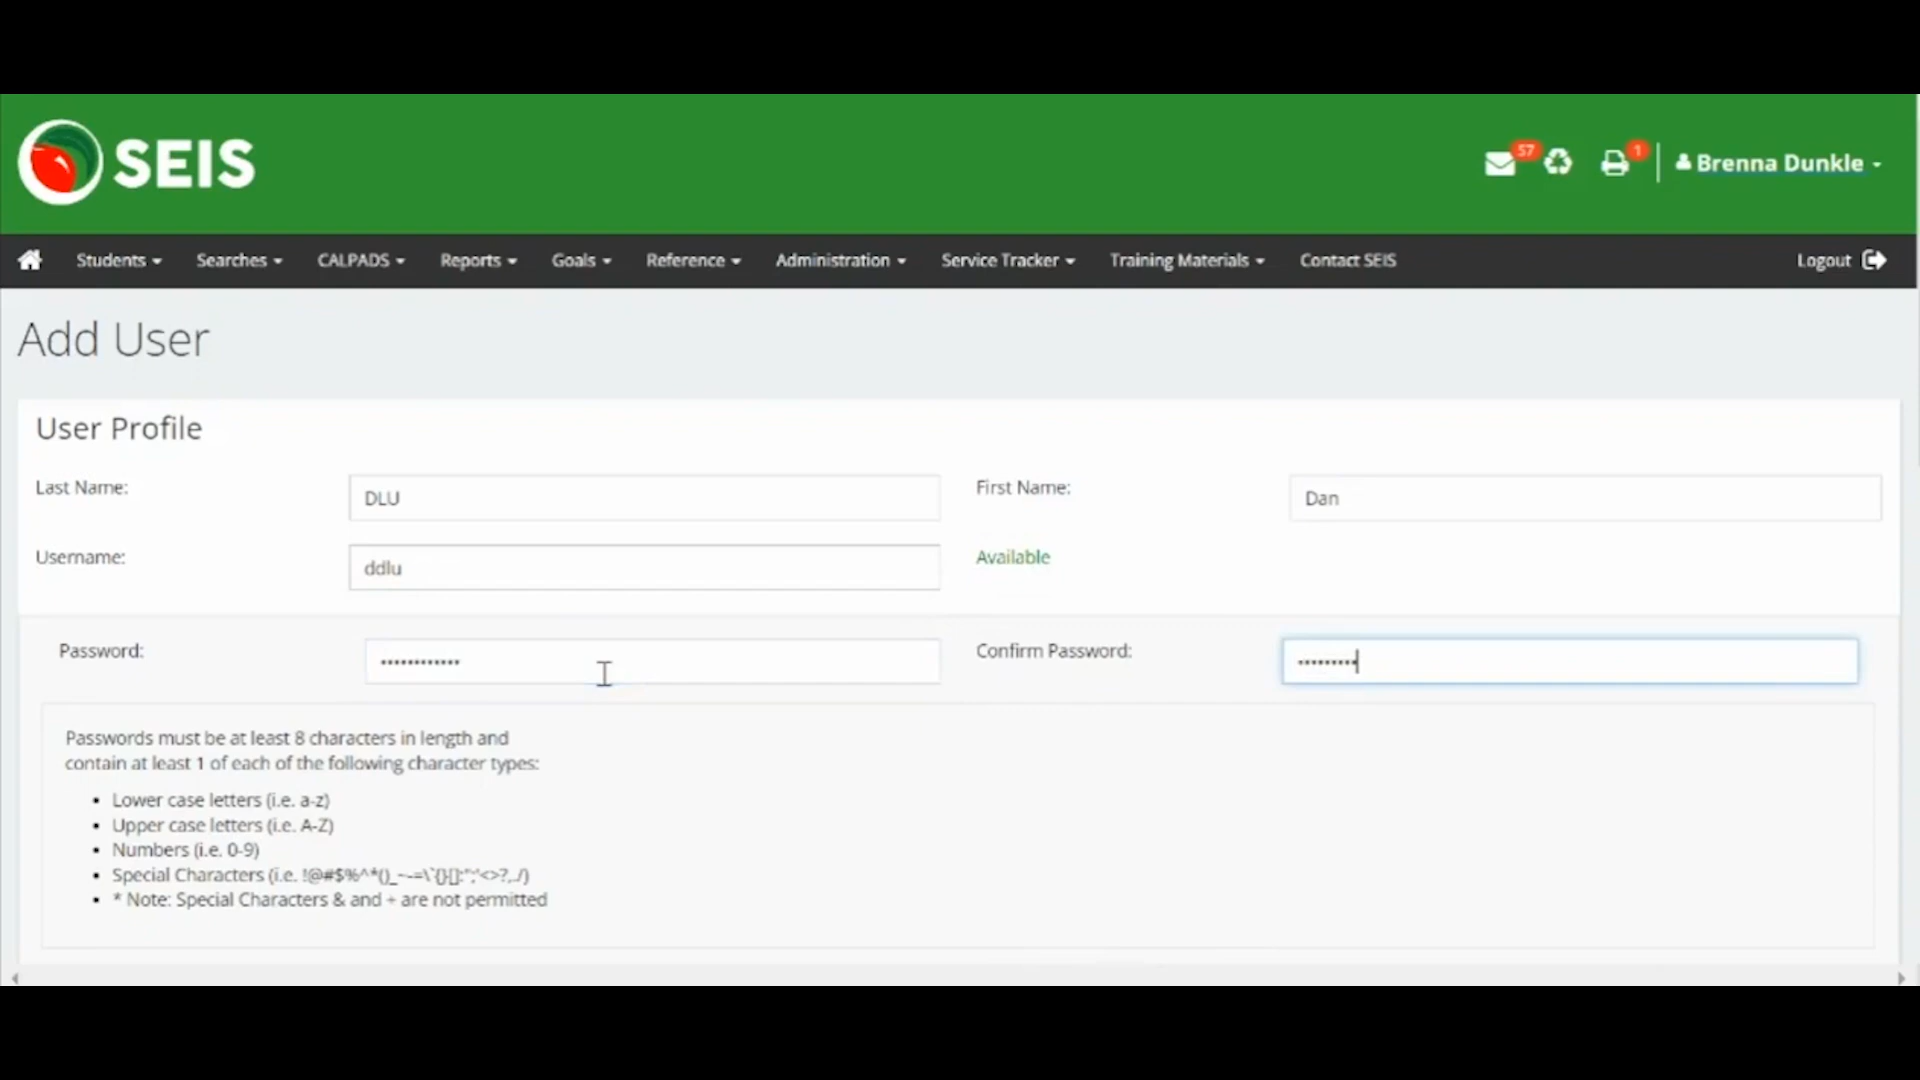 SEIS
57
1
Brenna Dunkle
Students
Searches
CALPADS
Reports
Goals
Reference
Administration
Service Tracker
Training Materials
Contact SEIS
Logout
Add User
User Profile
Last Name:
DLU
First Name:
Dan
Username:
ddlu
Available
Password:
••••••••••••
Confirm Password:
•••••••••
Passwords must be at least 8 characters in length and
contain at least 1 of each of the following character types:
• Lower case letters (i.e. a-z)
• Upper case letters (i.e. A-Z)
• Numbers (i.e. 0-9)
• Special Characters (i.e. !@#$%^*()_~-=\`{}[]:";'<>?,./)
• * Note: Special Characters & and + are not permitted